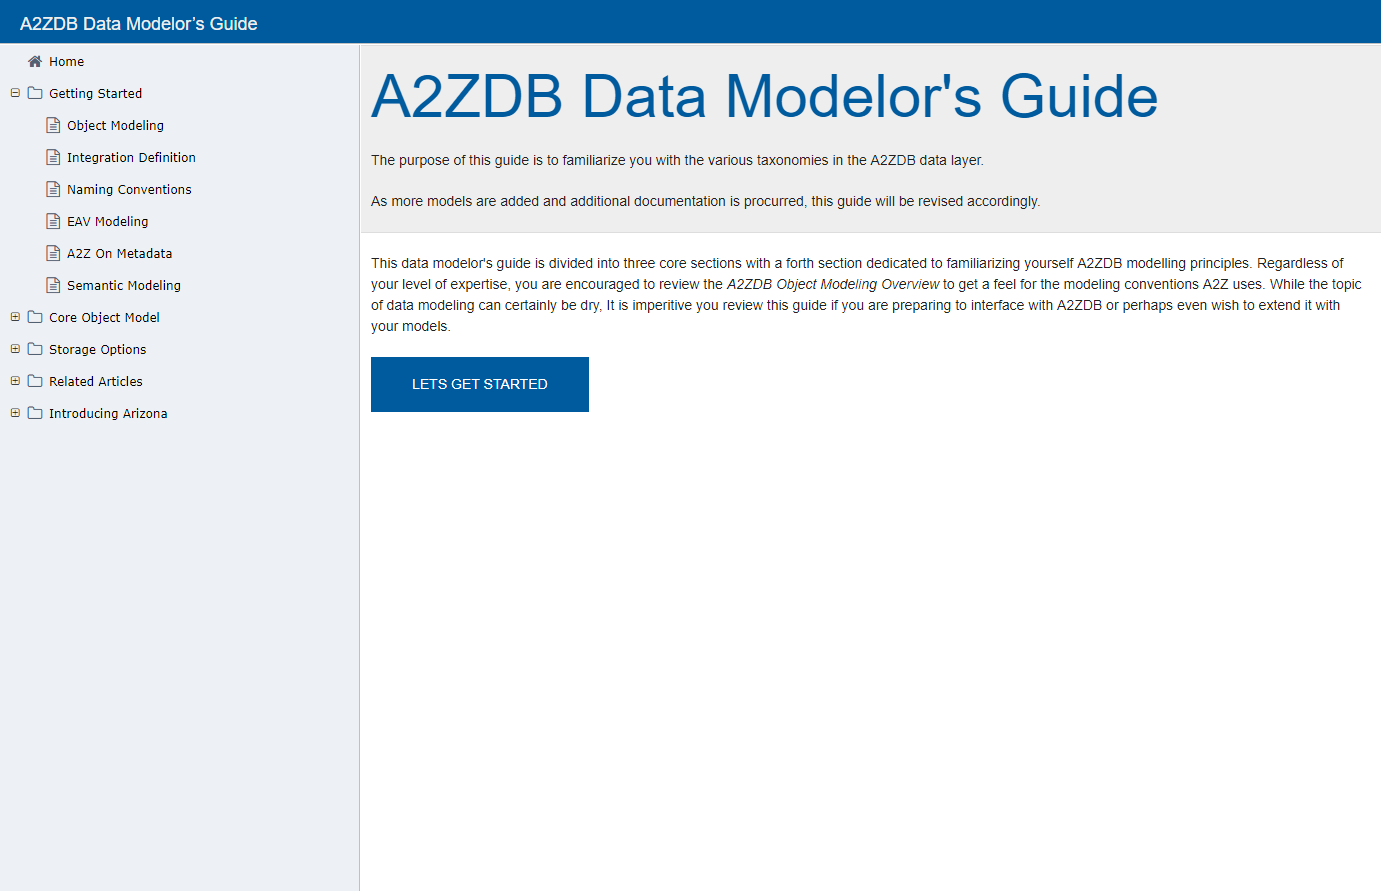 A2ZDB Data Modelor's Guide
Home
Getting Started
Object Modeling
Integration Definition
Naming Conventions
EAV Modeling
A2Z On Metadata
Semantic Modeling
Core Object Model
Storage Options
Related Articles
Introducing Arizona
A2ZDB Data Modelor's Guide
The purpose of this guide is to familiarize you with the various taxonomies in the A2ZDB data layer.
As more models are added and additional documentation is procurred, this guide will be revised accordingly.
This data modelor's guide is divided into three core sections with a forth section dedicated to familiarizing yourself A2ZDB modelling principles. Regardless of
your level of expertise, you are encouraged to review the A2ZDB Object Modeling Overview to get a feel for the modeling conventions A2Z uses. While the topic
of data modeling can certainly be dry, It is imperitive you review this guide if you are preparing to interface with A2ZDB or perhaps even wish to extend it with
your models.
LETS GET STARTED